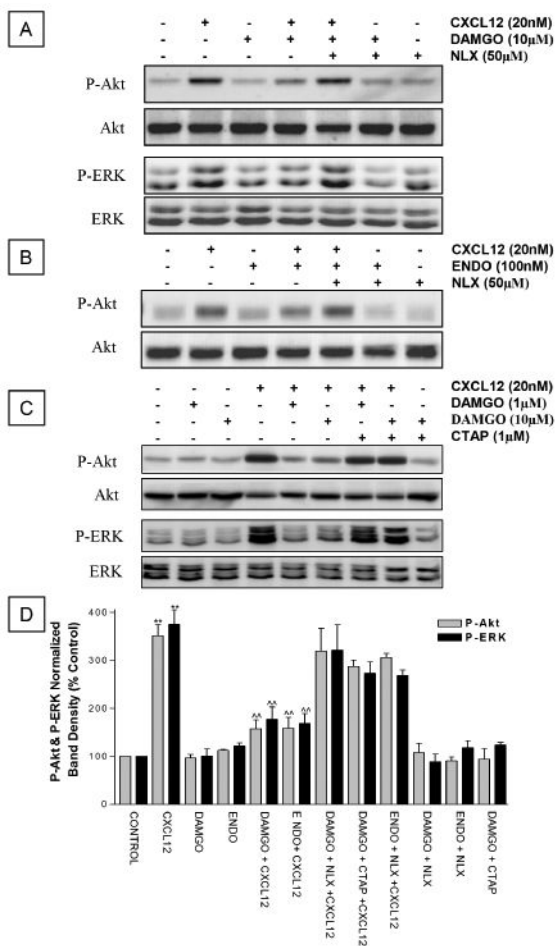 A
- + - + + - - CXCL12 (20nM)
- - + + + + - DAMGO (10μM)
- - - - + + + NLX (50μM)
P-Akt
Akt
P-ERK
ERK
B
- + - + + - - CXCL12 (20nM)
- - + + + + - ENDO (100nM)
- - - - + + + NLX (50μM)
P-Akt
Akt
C
- - - + + + + + - CXCL12 (20nM)
- + - - + - + - - DAMGO (1μM)
- - + - - + - + + DAMGO (10μM)
- - - - - - + + + CTAP (1μM)
P-Akt
Akt
P-ERK
ERK
D
P-Akt & P-ERK Normalized
Band Density (% Control)
400
300
200
100
0
** **
^^ ^^ ^^ ^^
P-Akt
P-ERK
CONTROL
CXCL12
DAMGO
ENDO
DAMGO + CXCL12
E NDO+ CXCL12
DAMGO + NLX +CXCL12
DAMGO + CTAP +CXCL12
ENDO + NLX +CXCL12
DAMGO + NLX
ENDO + NLX
DAMGO + CTAP